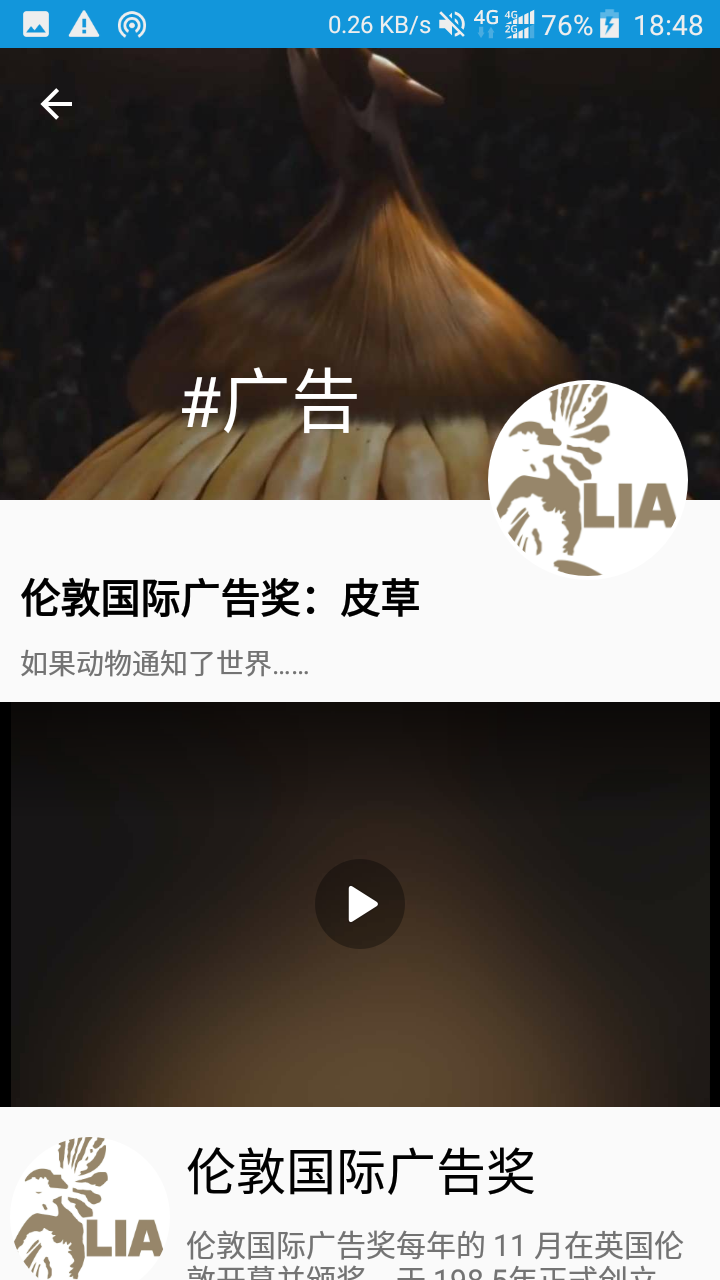 0.26 KB/s 4G 4G 2G 76% 18:48
#广告
LIA
伦敦国际广告奖：皮草
如果动物通知了世界……
伦敦国际广告奖
LIA
伦敦国际广告奖每年的 11 月在英国伦
敦开幕并颁奖，于 198 5年正式创立